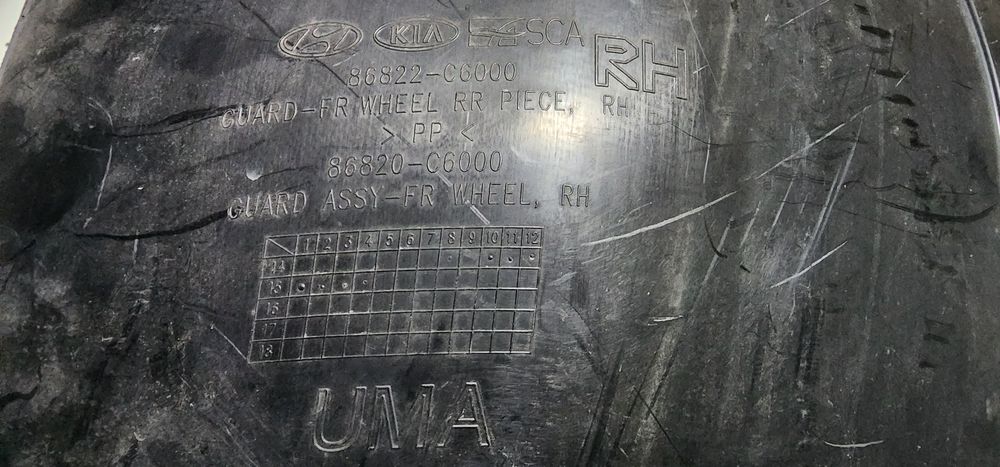 KIA SCA
RH
86822-C6000
GUARD-FR WHEEL RR PIECE, RH
> PP <
86820-C6000
GUARD ASSY-FR WHEEL, RH
1 2 3 4 5 6 7 8 9 10 11 12
14
15
16
17
18
UMA